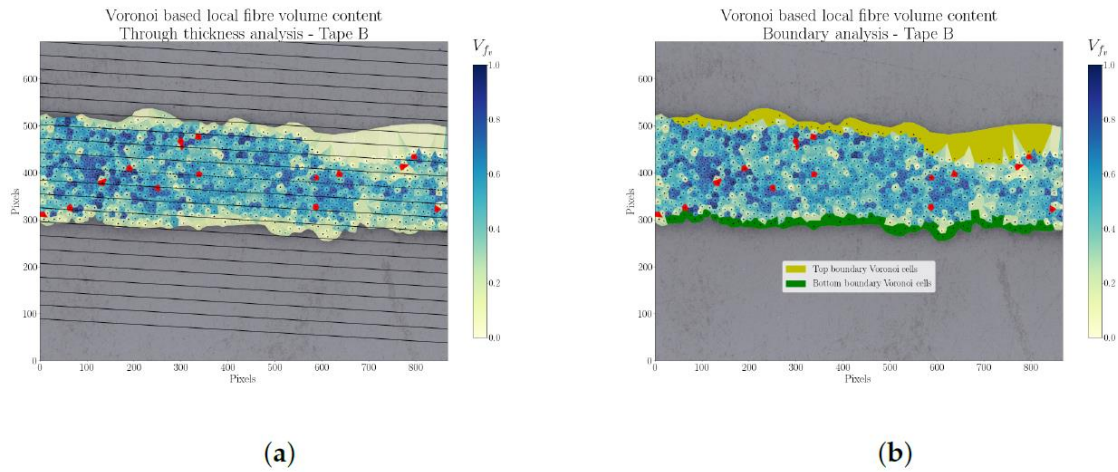 Voronoi based local fibre volume content
Through thickness analysis - Tape B
V_{f_v}
600
500
400
300
200
100
0
Pixels
0 100 200 300 400 500 600 700 800
Pixels
1.0
0.8
0.6
0.4
0.2
0.0
(a)
Voronoi based local fibre volume content
Boundary analysis - Tape B
V_{f_v}
600
500
400
300
200
100
0
Pixels
Top boundary Voronoi cells
Bottom boundary Voronoi cells
0 100 200 300 400 500 600 700 800
Pixels
1.0
0.8
0.6
0.4
0.2
0.0
(b)